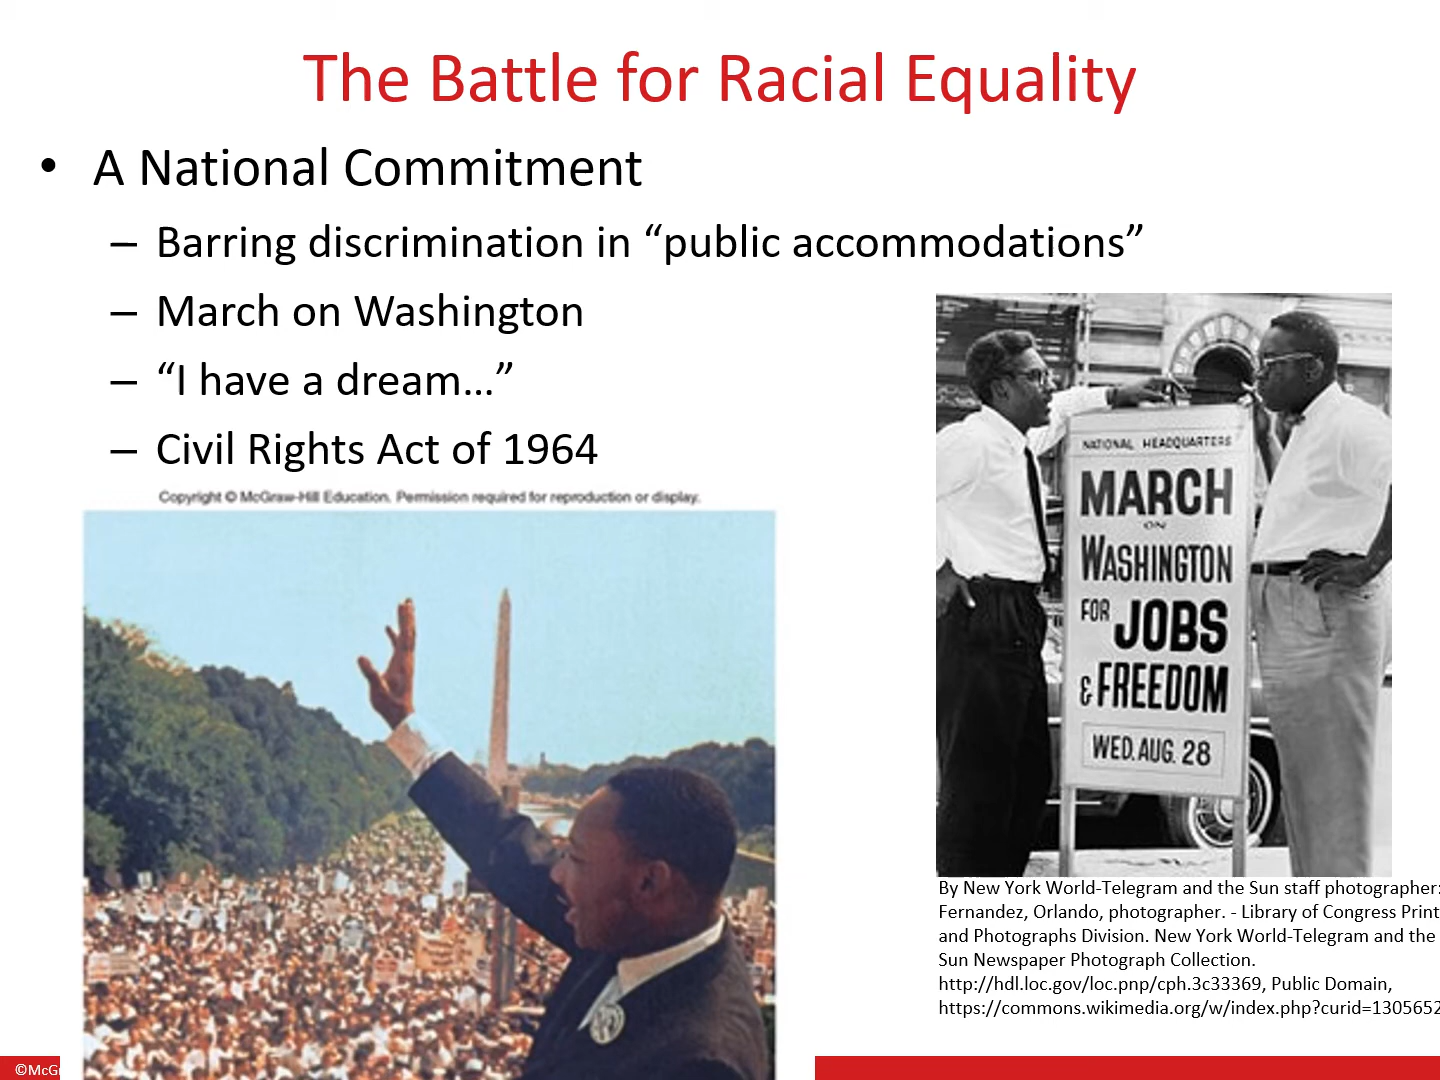 The Battle for Racial Equality
• A National Commitment
– Barring discrimination in “public accommodations”
– March on Washington
– “I have a dream…”
– Civil Rights Act of 1964
Copyright © McGraw-Hill Education. Permission required for reproduction or display.
NATIONAL HEADQUARTERS
MARCH
ON
WASHINGTON
FOR JOBS
& FREEDOM
WED. AUG. 28
By New York World-Telegram and the Sun staff photographer:
Fernandez, Orlando, photographer. - Library of Congress Print
and Photographs Division. New York World-Telegram and the
Sun Newspaper Photograph Collection.
http://hdl.loc.gov/loc.pnp/cph.3c33369, Public Domain,
https://commons.wikimedia.org/w/index.php?curid=1305652